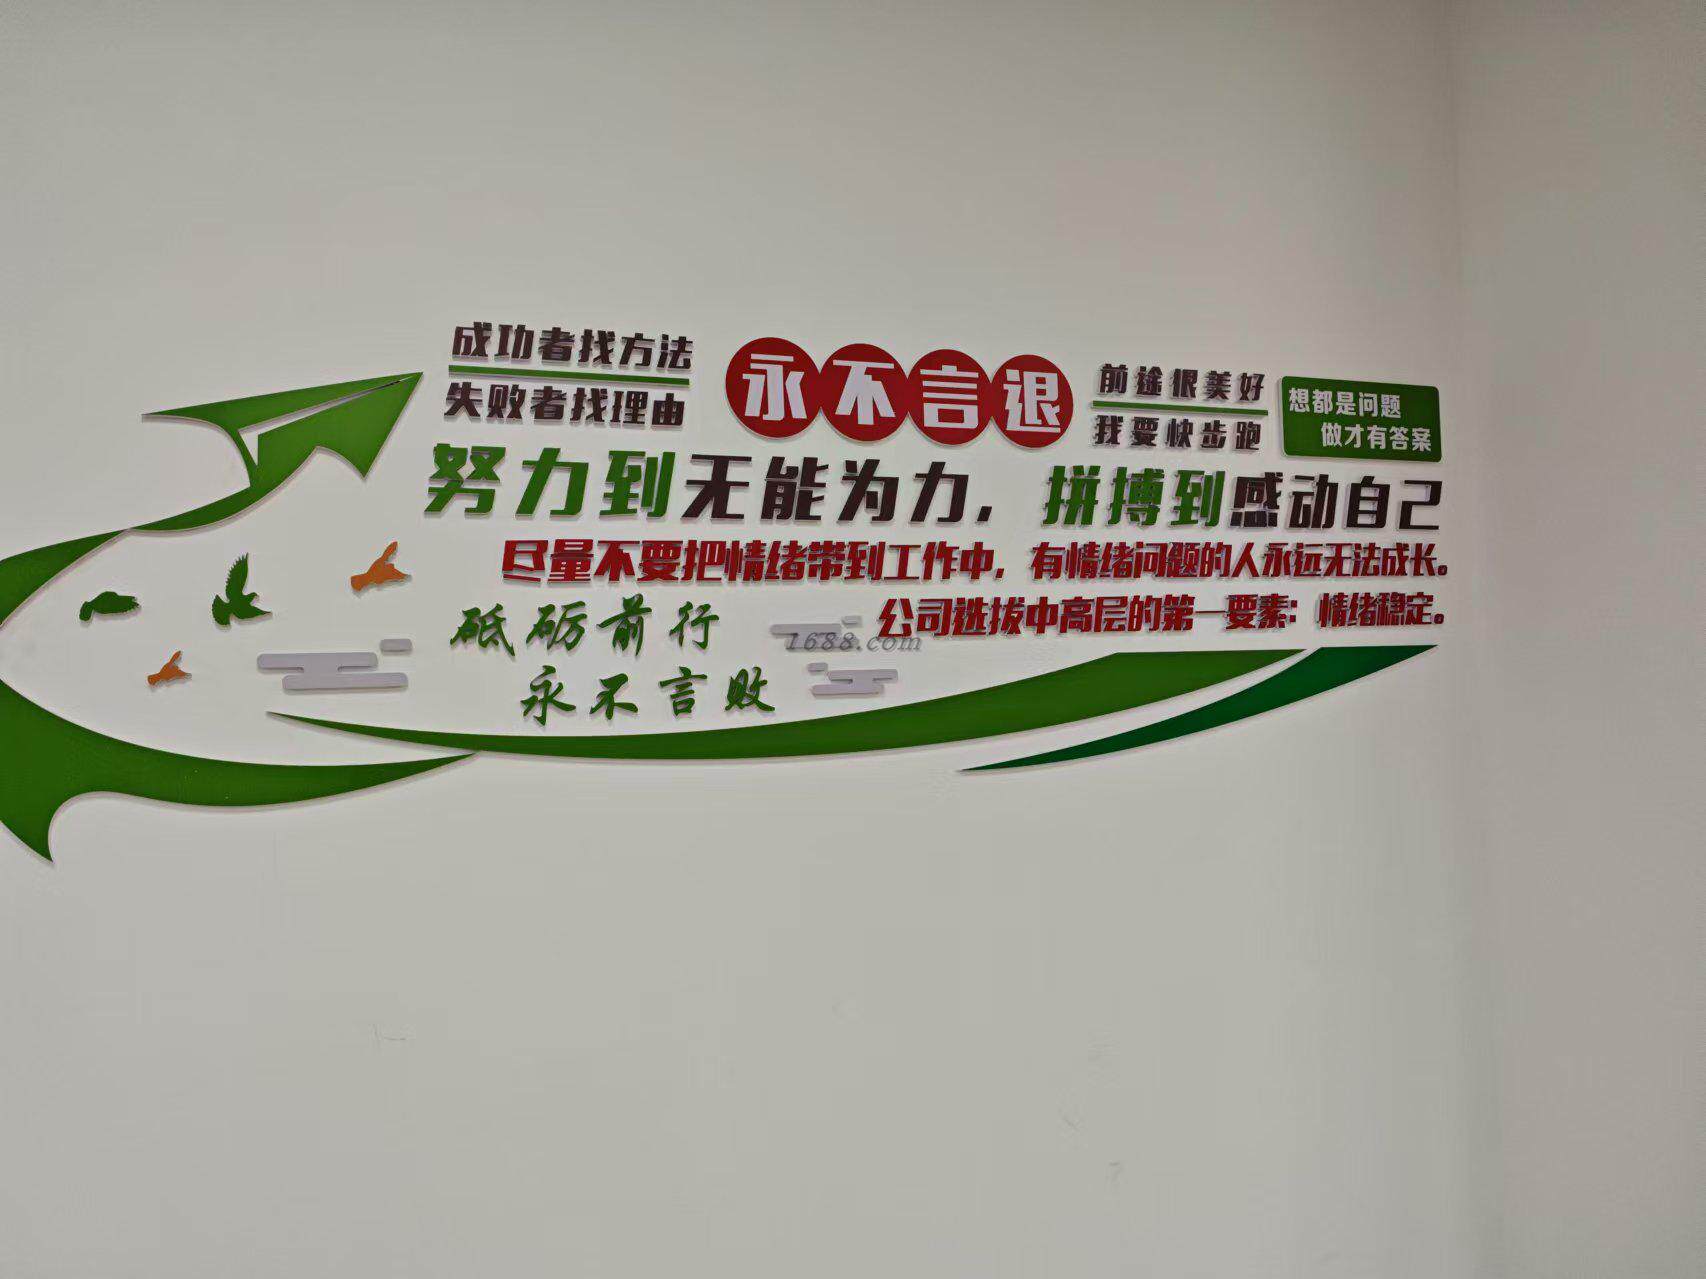 成功者找方法
失败者找理由
永不言退
前途很美好
我要快步跑
想都是问题
做才有答案
努力到无能为力，拼搏到感动自己
尽量不要把情绪带到工作中，有情绪问题的人永远无法成长。
公司选拔中高层的第一要素：情绪稳定。
砥砺前行
永不言败
1688.com